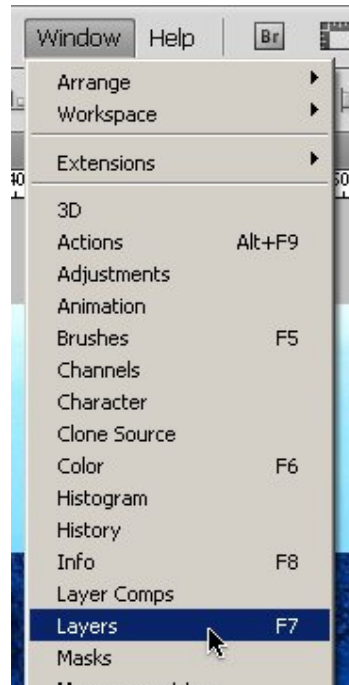 Window Help Br
Arrange
Workspace
Extensions
3D
Actions Alt+F9
Adjustments
Animation
Brushes F5
Channels
Character
Clone Source
Color F6
Histogram
History
Info F8
Layer Comps
Layers F7
Masks